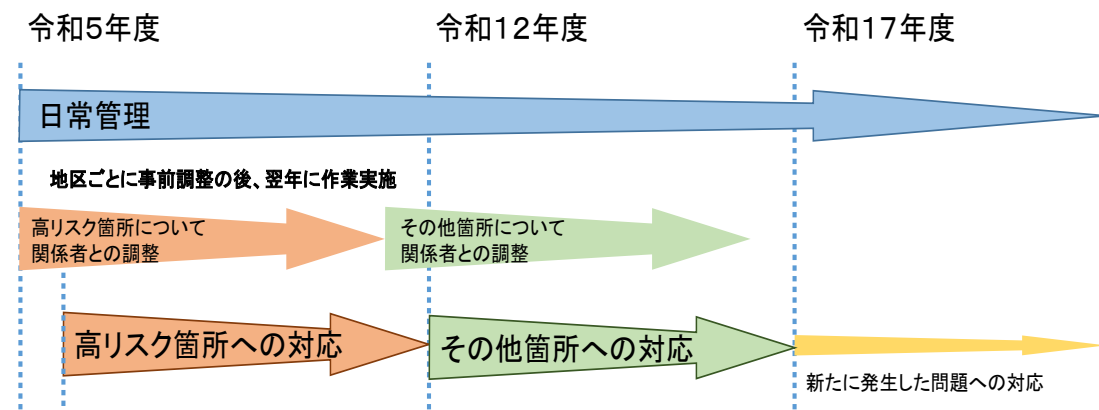 令和5年度
令和12年度
令和17年度
日常管理
地区ごとに事前調整の後、翌年に作業実施
高リスク箇所について
関係者との調整
その他箇所について
関係者との調整
高リスク箇所への対応
その他箇所への対応
新たに発生した問題への対応